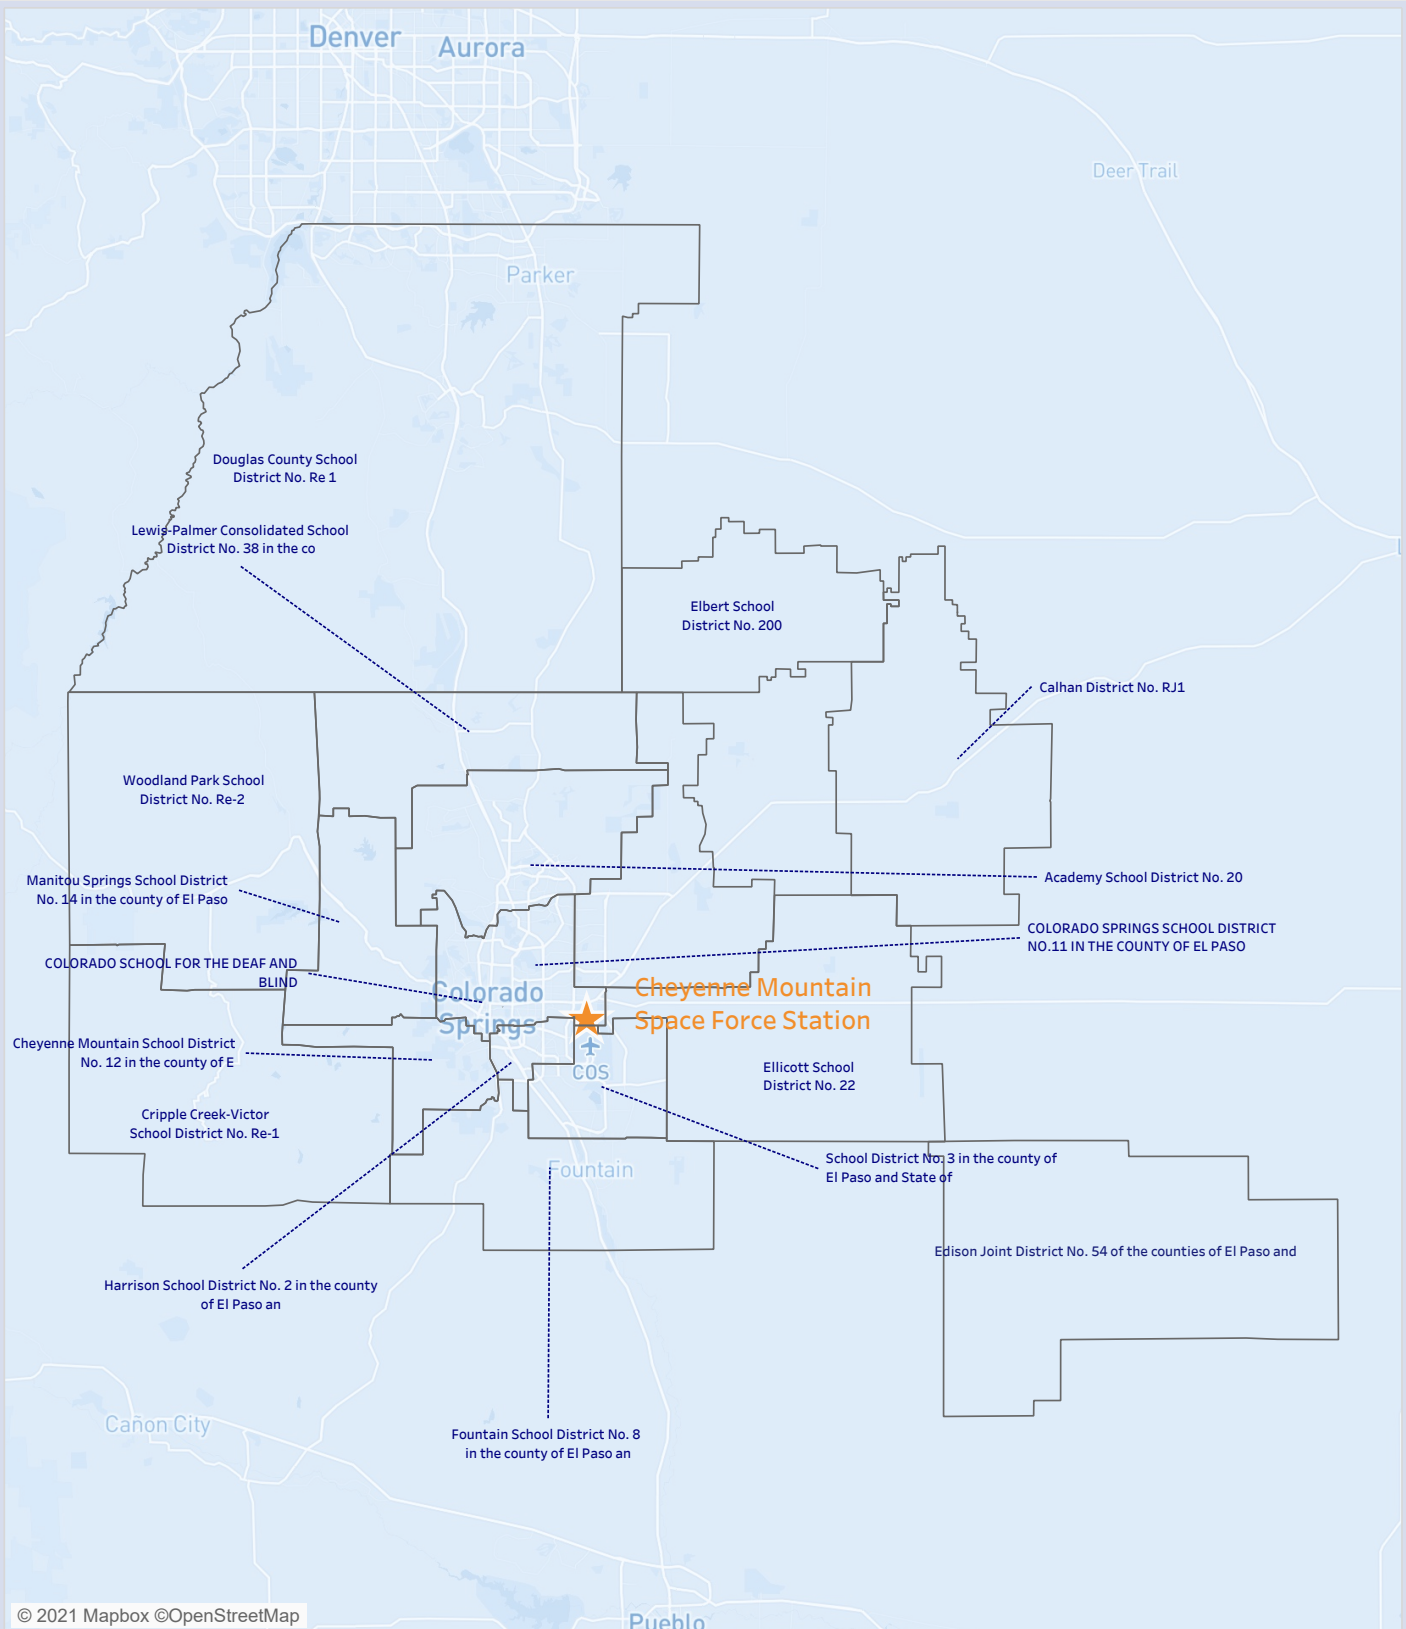 Denver
Aurora
Deer Trail
Parker
Douglas County School
District No. Re 1
Lewis-Palmer Consolidated School
District No. 38 in the co
Elbert School
District No. 200
Calhan District No. RJ1
Woodland Park School
District No. Re-2
Manitou Springs School District
No. 14 in the county of El Paso
Academy School District No. 20
COLORADO SPRINGS SCHOOL DISTRICT
NO.11 IN THE COUNTY OF EL PASO
COLORADO SCHOOL FOR THE DEAF AND
BLIND
Colorado
Springs
Cheyenne Mountain
Space Force Station
Cheyenne Mountain School District
No. 12 in the county of E
COS
Ellicott School
District No. 22
Cripple Creek-Victor
School District No. Re-1
School District No. 3 in the county of
El Paso and State of
Fountain
Edison Joint District No. 54 of the counties of El Paso and
Harrison School District No. 2 in the county
of El Paso an
Cañon City
Fountain School District No. 8
in the county of El Paso an
© 2021 Mapbox ©OpenStreetMap
Pueblo